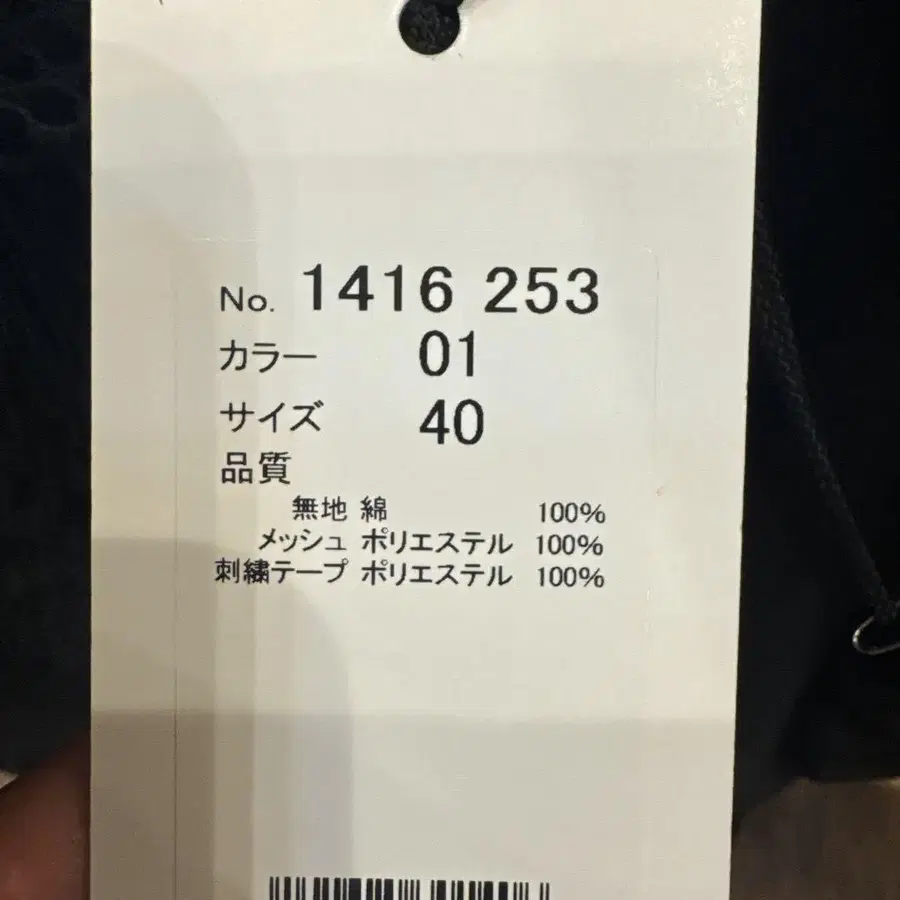 No. 1416 253
カラー 01
サイズ 40
品質
無地 綿 100%
メッシュ ポリエステル 100%
刺繍テープ ポリエステル 100%